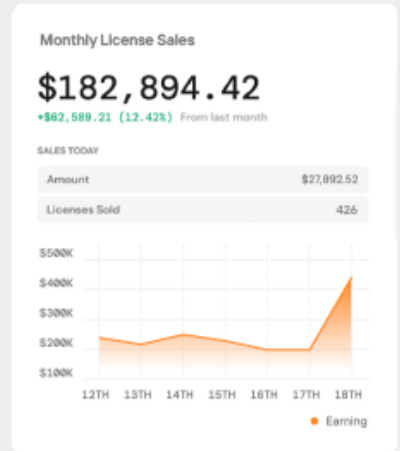 Monthly License Sales
$182,894.42
+$62,589.21 (12.42%) From last month
SALES TODAY
Amount $27,892.52
Licenses Sold 426
$500K
$400K
$300K
$200K
$100K
12TH 13TH 14TH 15TH 16TH 17TH 18TH
Earning